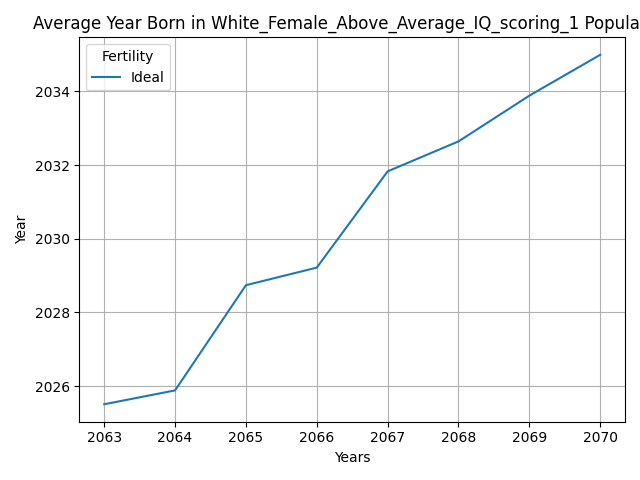 Average Year Born in White_Female_Above_Average_IQ_scoring_1 Popula
Fertility
Ideal
2034
2032
2030
2028
2026
Year
2063 2064 2065 2066 2067 2068 2069 2070
Years